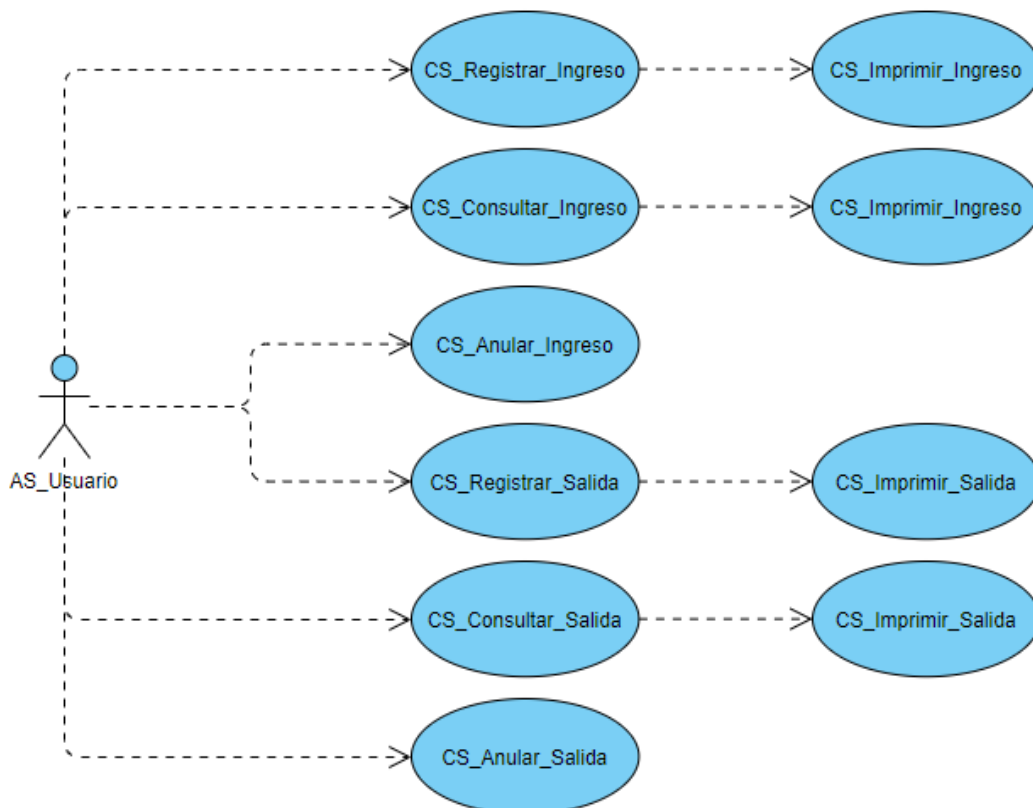 CS_Registrar_Ingreso
CS_Imprimir_Ingreso
CS_Consultar_Ingreso
CS_Imprimir_Ingreso
CS_Anular_Ingreso
AS_Usuario
CS_Registrar_Salida
CS_Imprimir_Salida
CS_Consultar_Salida
CS_Imprimir_Salida
CS_Anular_Salida